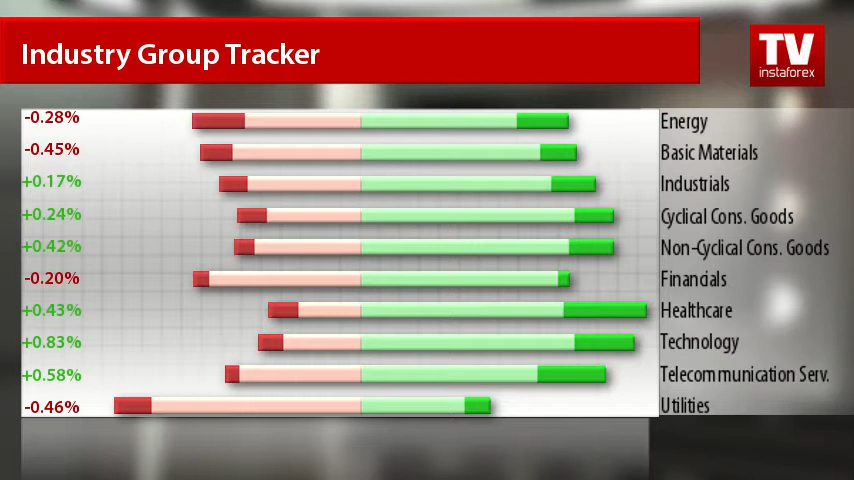 Industry Group Tracker
TV
instaforex
-0.28% Energy
-0.45% Basic Materials
+0.17% Industrials
+0.24% Cyclical Cons. Goods
+0.42% Non-Cyclical Cons. Goods
-0.20% Financials
+0.43% Healthcare
+0.83% Technology
+0.58% Telecommunication Serv.
-0.46% Utilities